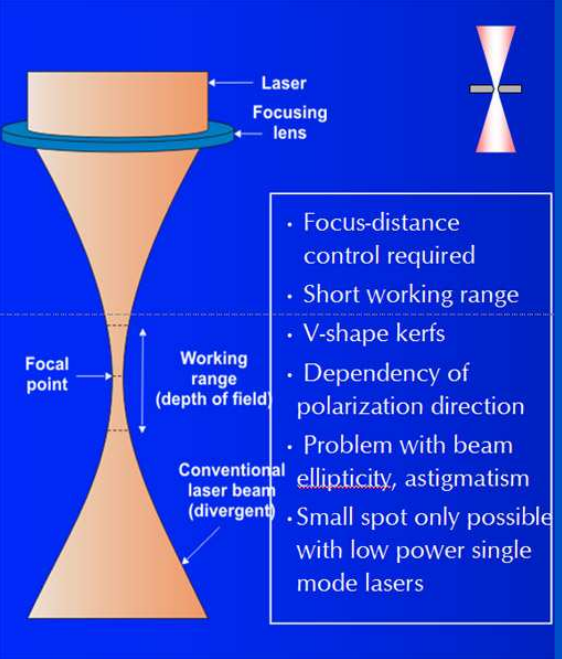 Laser
Focusing
lens
Focal
point
Working
range
(depth of field)
Conventional
laser beam
(divergent)
• Focus-distance
control required
• Short working range
• V-shape kerfs
• Dependency of
polarization direction
• Problem with beam
ellipticity, astigmatism
• Small spot only possible
with low power single
mode lasers